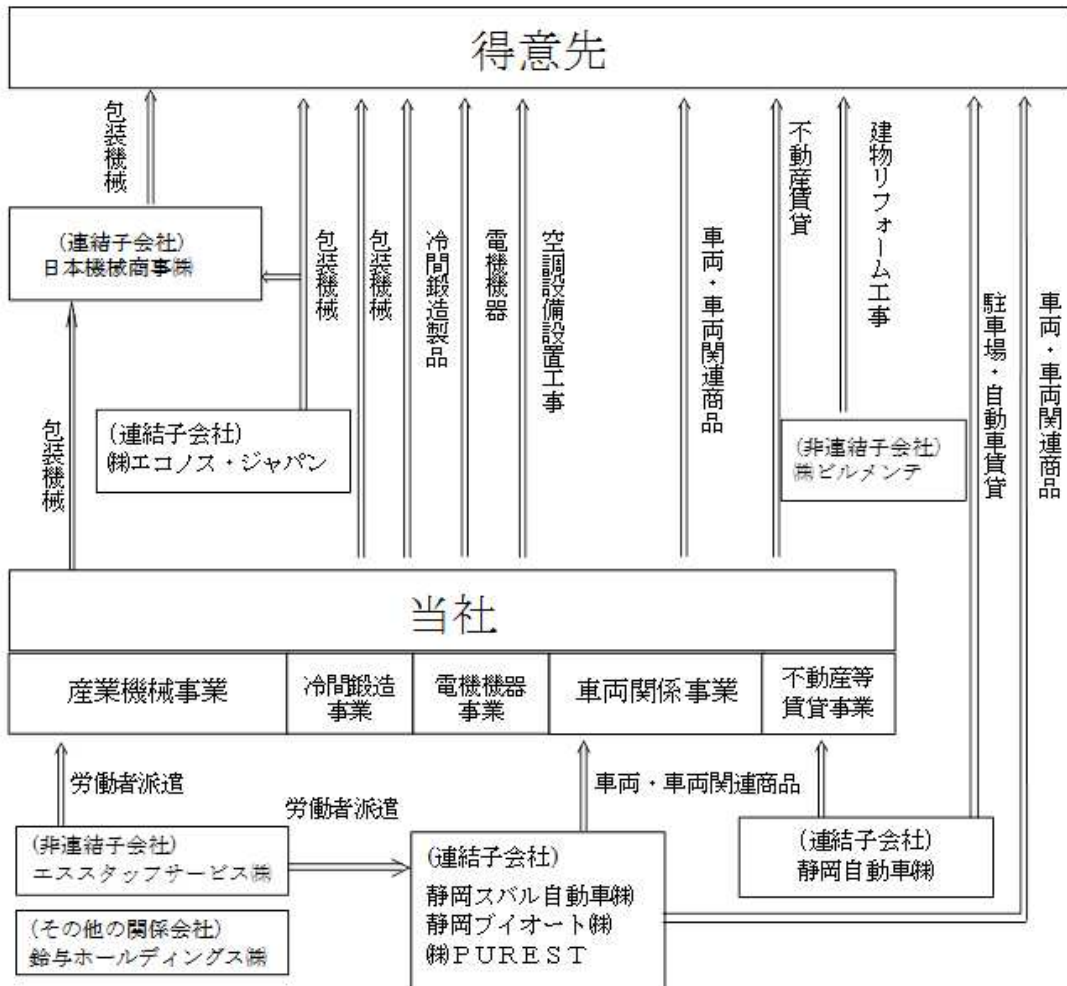 得意先
包装機械
(連結子会社)
日本機械商事㈱
包装機械
包装機械
冷間鍛造製品
電機機器
空調設備設置工事
車両・車両関連商品
不動産賃貸
建物リフォーム工事
駐車場・自動車賃貸
車両・車両関連商品
包装機械
(連結子会社)
㈱エコノス・ジャパン
(非連結子会社)
㈱ビルメンテ
当社
産業機械事業
冷間鍛造
事業
電機機器
事業
車両関係事業
不動産等
賃貸事業
労働者派遣
労働者派遣
車両・車両関連商品
(非連結子会社)
エススタッフサービス㈱
(連結子会社)
静岡スバル自動車㈱
静岡ブイオート㈱
㈱ＰＵＲＥＳＴ
(連結子会社)
静岡自動車㈱
(その他の関係会社)
鈴与ホールディングス㈱